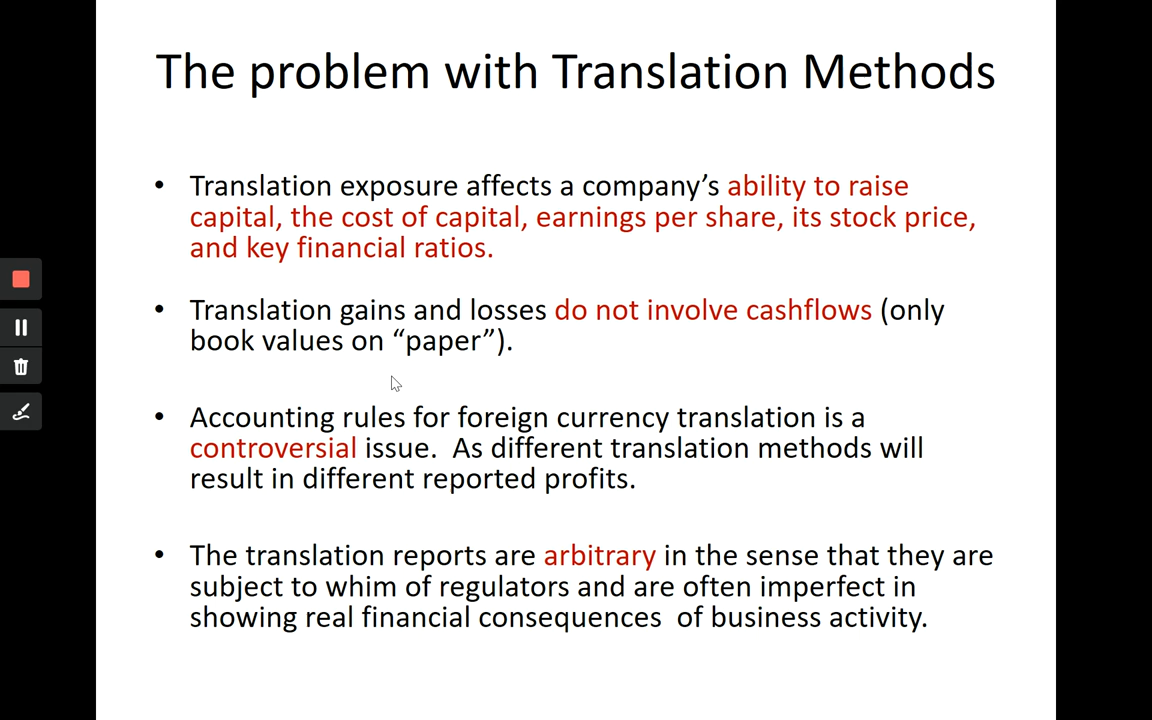 The problem with Translation Methods
• Translation exposure affects a company’s ability to raise
capital, the cost of capital, earnings per share, its stock price,
and key financial ratios.
• Translation gains and losses do not involve cashflows (only
book values on “paper”).
• Accounting rules for foreign currency translation is a
controversial issue.  As different translation methods will
result in different reported profits.
• The translation reports are arbitrary in the sense that they are
subject to whim of regulators and are often imperfect in
showing real financial consequences  of business activity.